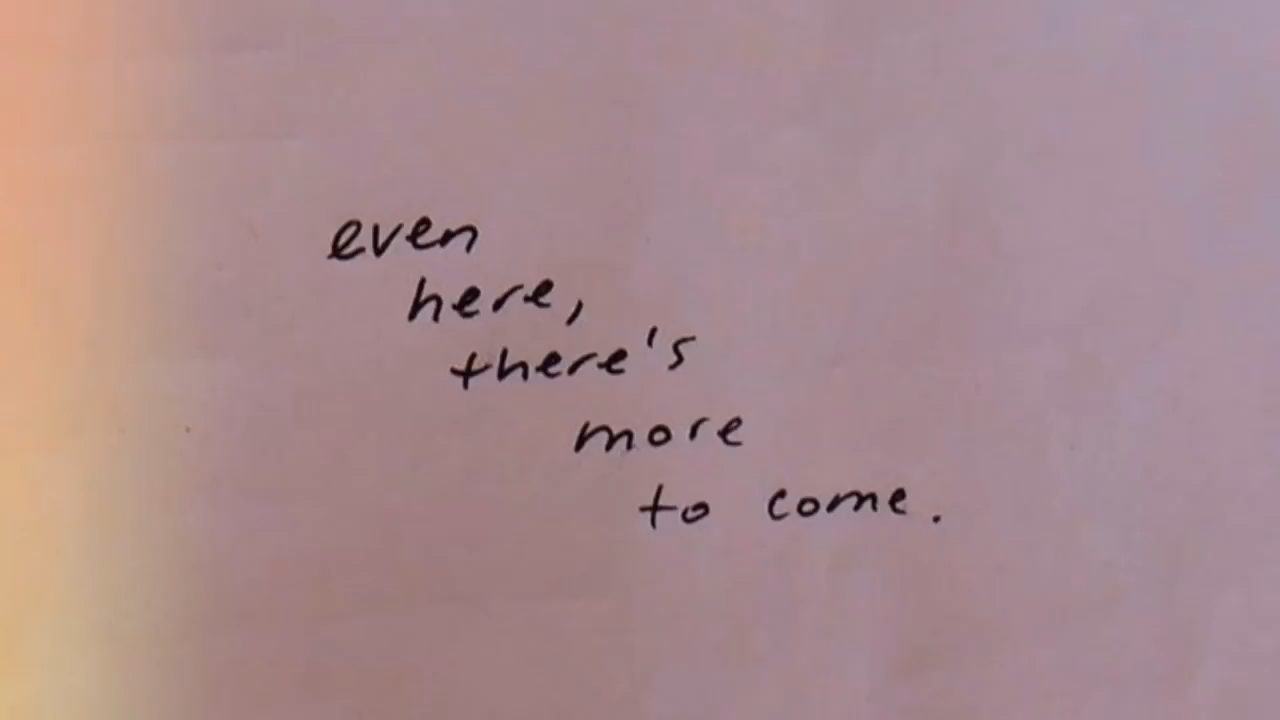 even
here,
there's
more
to come.